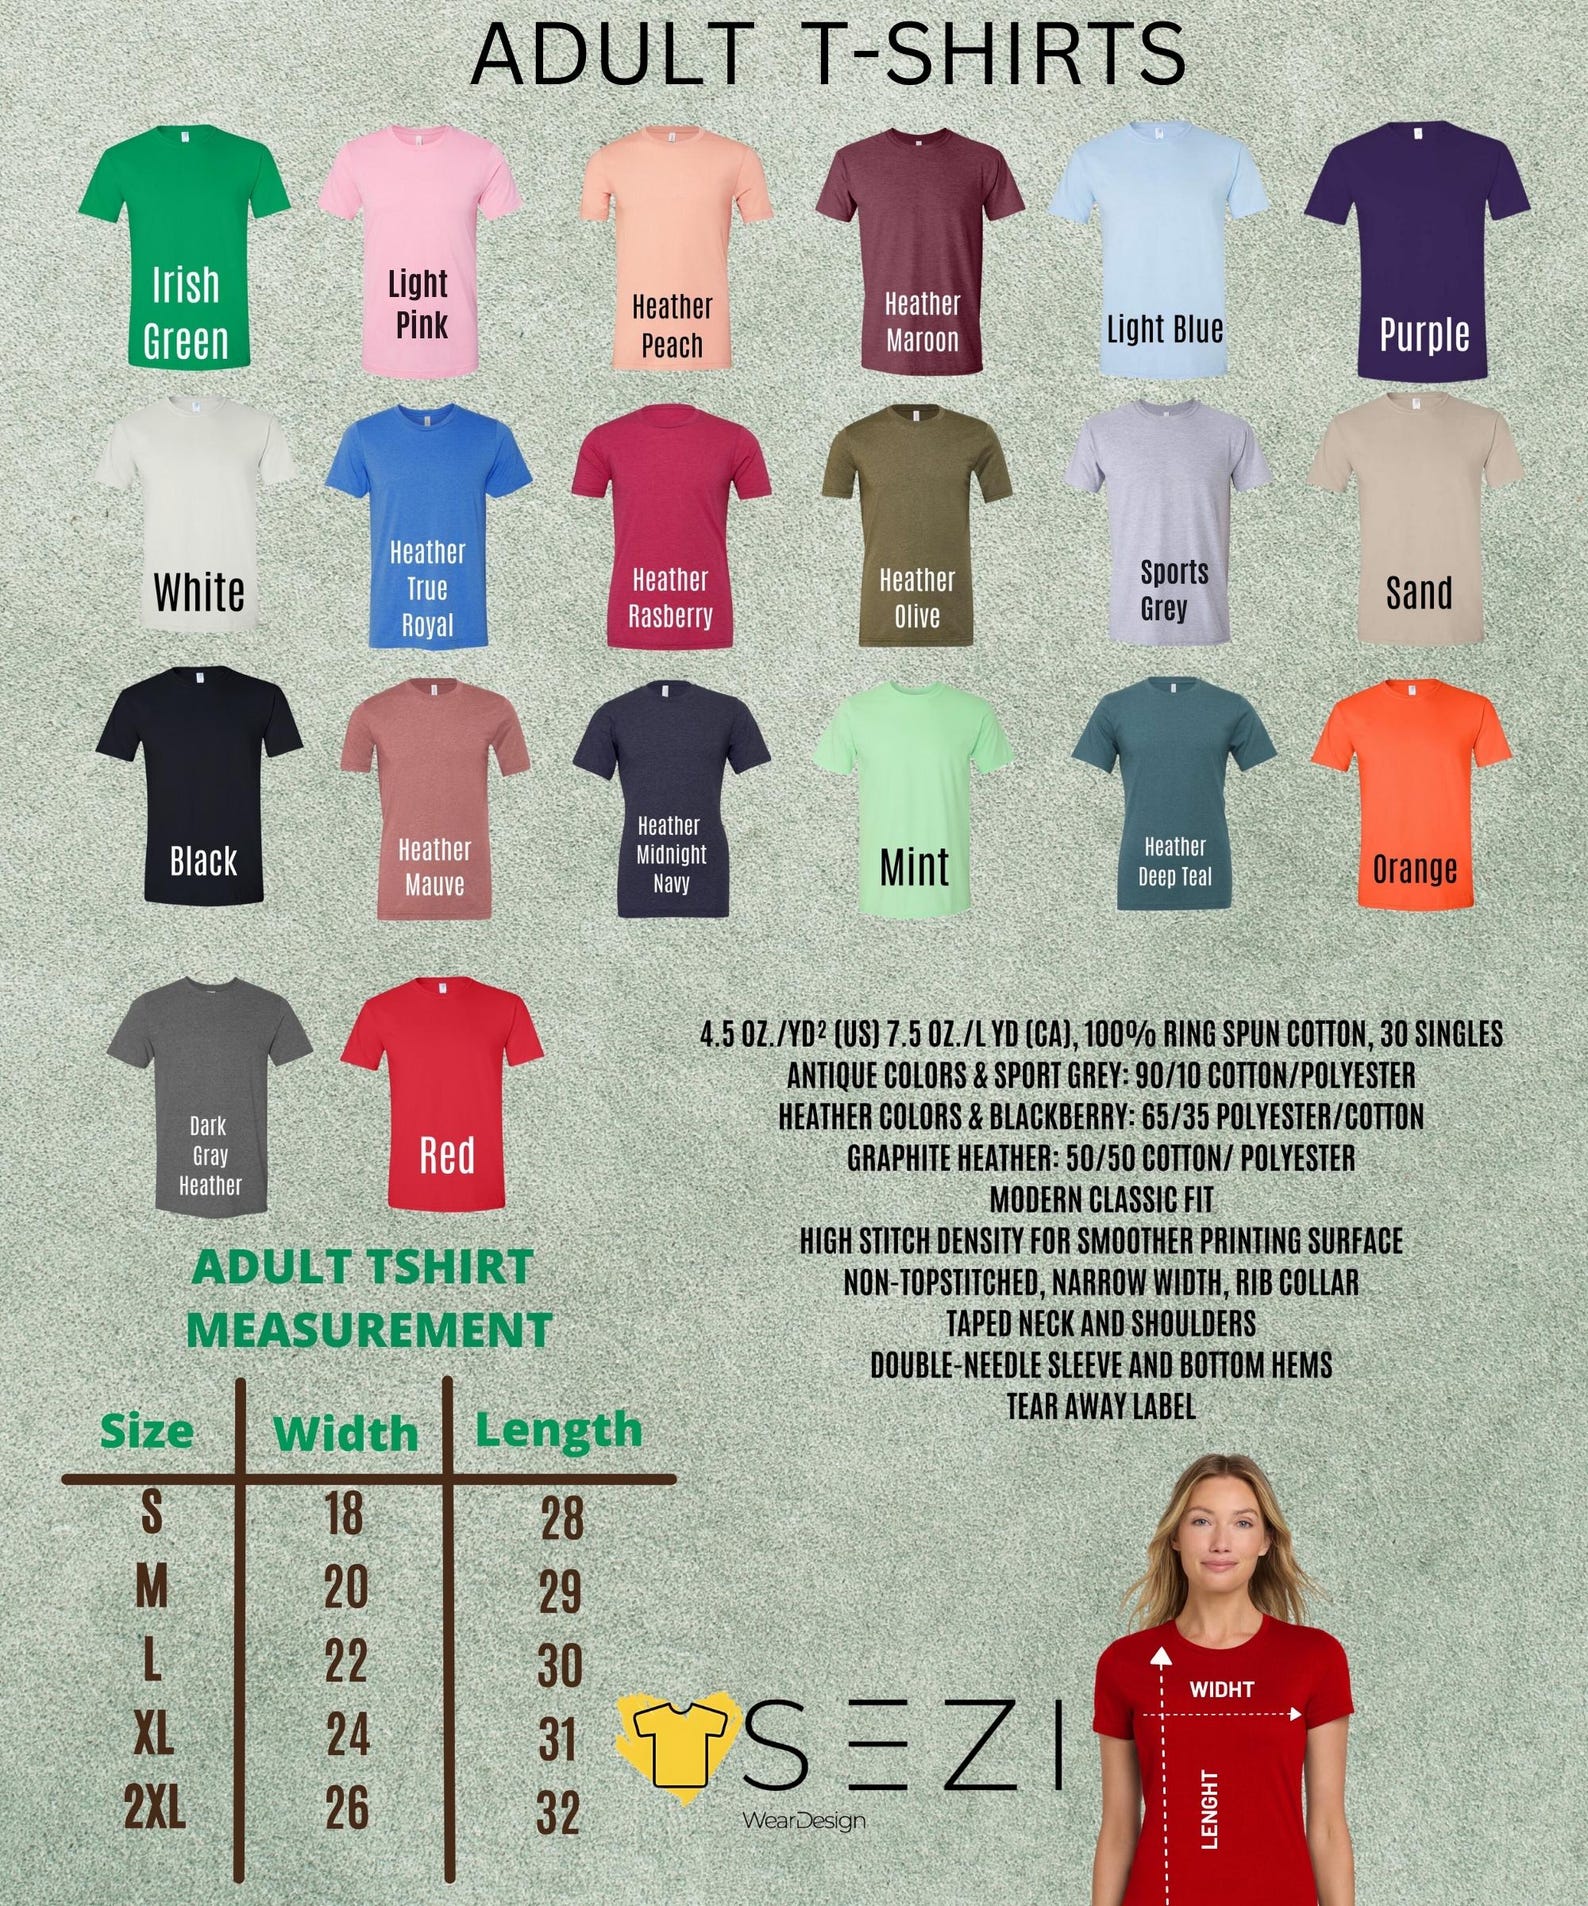 ADULT T-SHIRTS
Irish
Green
Light
Pink
Heather
Peach
Heather
Maroon
Light Blue
Purple
White
Heather
True
Royal
Heather
Rasberry
Heather
Olive
Sports
Grey
Sand
Black
Heather
Mauve
Heather
Midnight
Navy
Mint
Heather
Deep Teal
Orange
Dark
Gray
Heather
Red
4.5 OZ./YD² (US) 7.5 OZ./L YD (CA), 100% RING SPUN COTTON, 30 SINGLES
ANTIQUE COLORS & SPORT GREY: 90/10 COTTON/POLYESTER
HEATHER COLORS & BLACKBERRY: 65/35 POLYESTER/COTTON
GRAPHITE HEATHER: 50/50 COTTON/ POLYESTER
MODERN CLASSIC FIT
HIGH STITCH DENSITY FOR SMOOTHER PRINTING SURFACE
NON-TOPSTITCHED, NARROW WIDTH, RIB COLLAR
TAPED NECK AND SHOULDERS
DOUBLE-NEEDLE SLEEVE AND BOTTOM HEMS
TEAR AWAY LABEL
ADULT TSHIRT
MEASUREMENT
Size Width Length
S 18 28
M 20 29
L 22 30
XL 24 31
2XL 26 32
SEZI
WearDesign
WIDHT
LENGHT